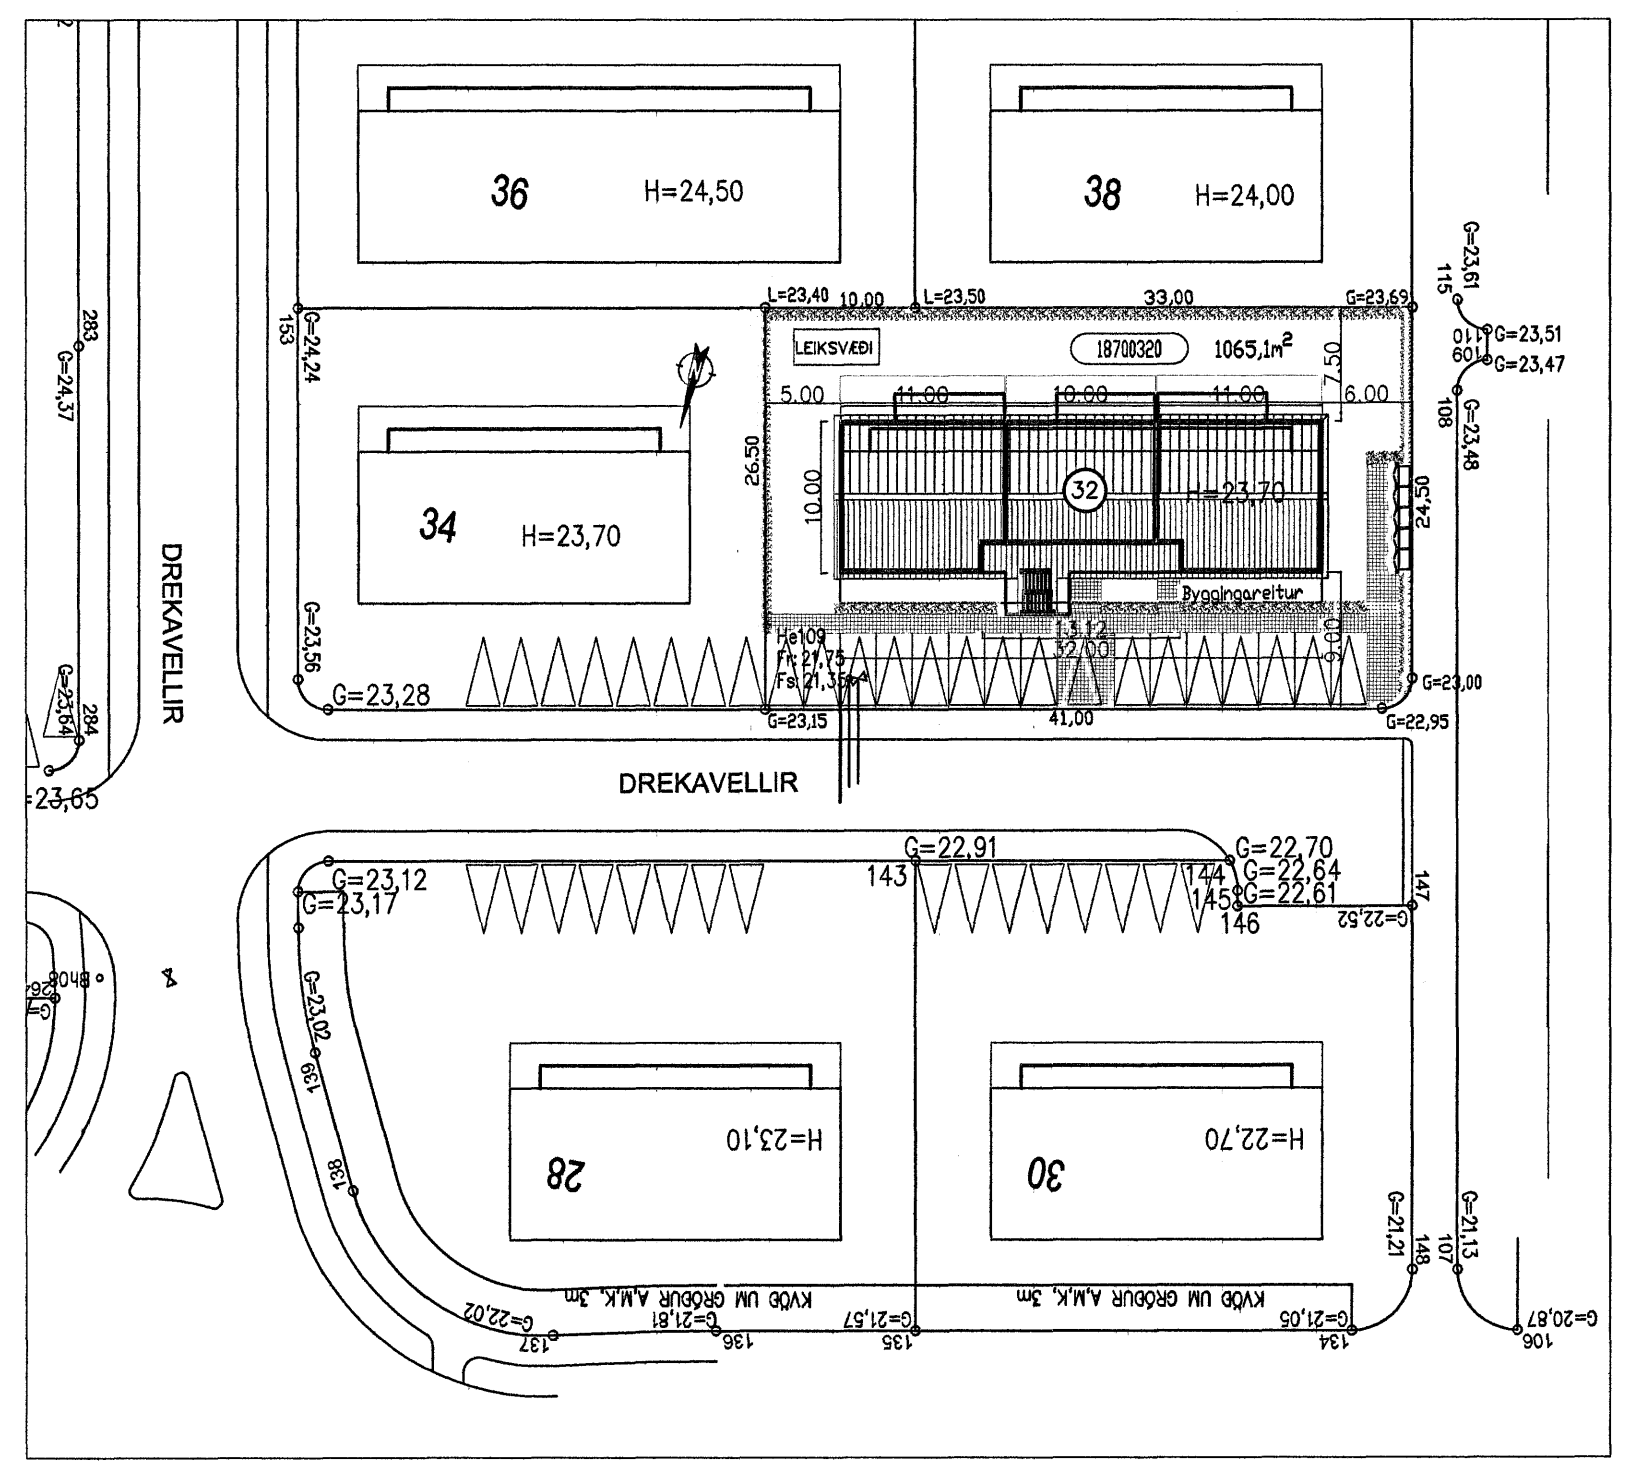 36
H=24,50
38
H=24,00
G=23,61
115
L=23,40
10.00
L=23,50
33,00
G=23,69
283
G=24,37
153
G=24,24
LEIKSVÆÐI
18700320
1065,1m²
7.50
110
G=23,51
109
G=23,47
5.00
11.00
10.00
11.00
6.00
108
G=23,48
26.50
10.00
32
H=23,70
24,50
34
H=23,70
DREKAVELLIR
Byggingareitur
G=23,56
He109
Fr: 21,75
Fs: 21,35
13.12
32.00
9.00
G=23,64
284
G=23,28
G=23,15
41,00
G=23,00
G=22,95
=23,65
DREKAVELLIR
G=22,91
143
G=22,70
144
G=22,64
145
G=22,61
146
147
G=22,52
G=23,12
G=23,17
Bh08
G=23,02
139
138
H=23,10
28
H=22,70
30
G=21,21
148
107
G=21,13
KVÖÐ UM GRÓÐUR A,M,K, 3m
KVÖÐ UM GRÓÐUR A,M,K, 3m
G=22,02
137
G=21,81
136
G=21,57
135
G=21,05
134
G=20,87
106